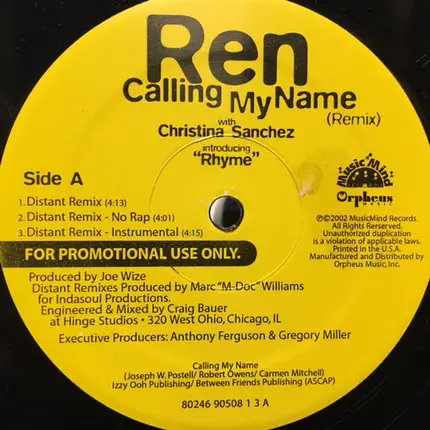 Ren
Calling My Name
(Remix)
with
Christina Sanchez
introducing
"Rhyme"
Side A
1. Distant Remix (4:13)
2. Distant Remix - No Rap (4:01)
3. Distant Remix - Instrumental (4:15)
FOR PROMOTIONAL USE ONLY.
Music Mind
Orpheus
MUSIC
℗©2002 MusicMind Records.
All Rights Rerserved.
Unauthorized duplication
is a violation of applicable laws.
Printed in the U.S.A.
Manufactured and Distributed by
Orpheus Music, Inc.
Produced by Joe Wize
Distant Remixes Produced by Marc "M-Doc" Williams
for Indasoul Productions.
Engineered & Mixed by Craig Bauer
at Hinge Studios • 320 West Ohio, Chicago, IL
Executive Producers: Anthony Ferguson & Gregory Miller
Calling My Name
(Joseph W. Postell/ Robert Owens/ Carmen Mitchell)
Izzy Ooh Publishing/ Between Friends Publishing (ASCAP)
80246 90508 1 3 A